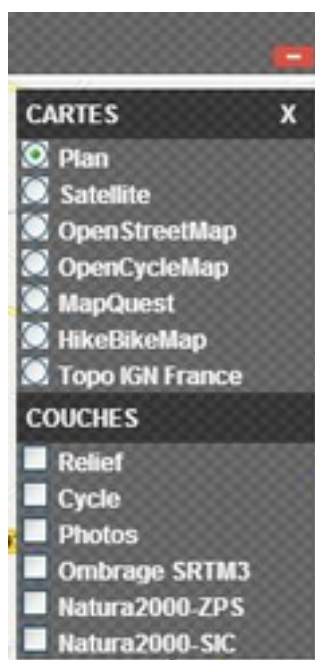 CARTES X
Plan
Satellite
OpenStreetMap
OpenCycleMap
MapQuest
HikeBikeMap
Topo IGN France
COUCHES
Relief
Cycle
Photos
Ombrage SRTM3
Natura2000-ZPS
Natura2000-SIC